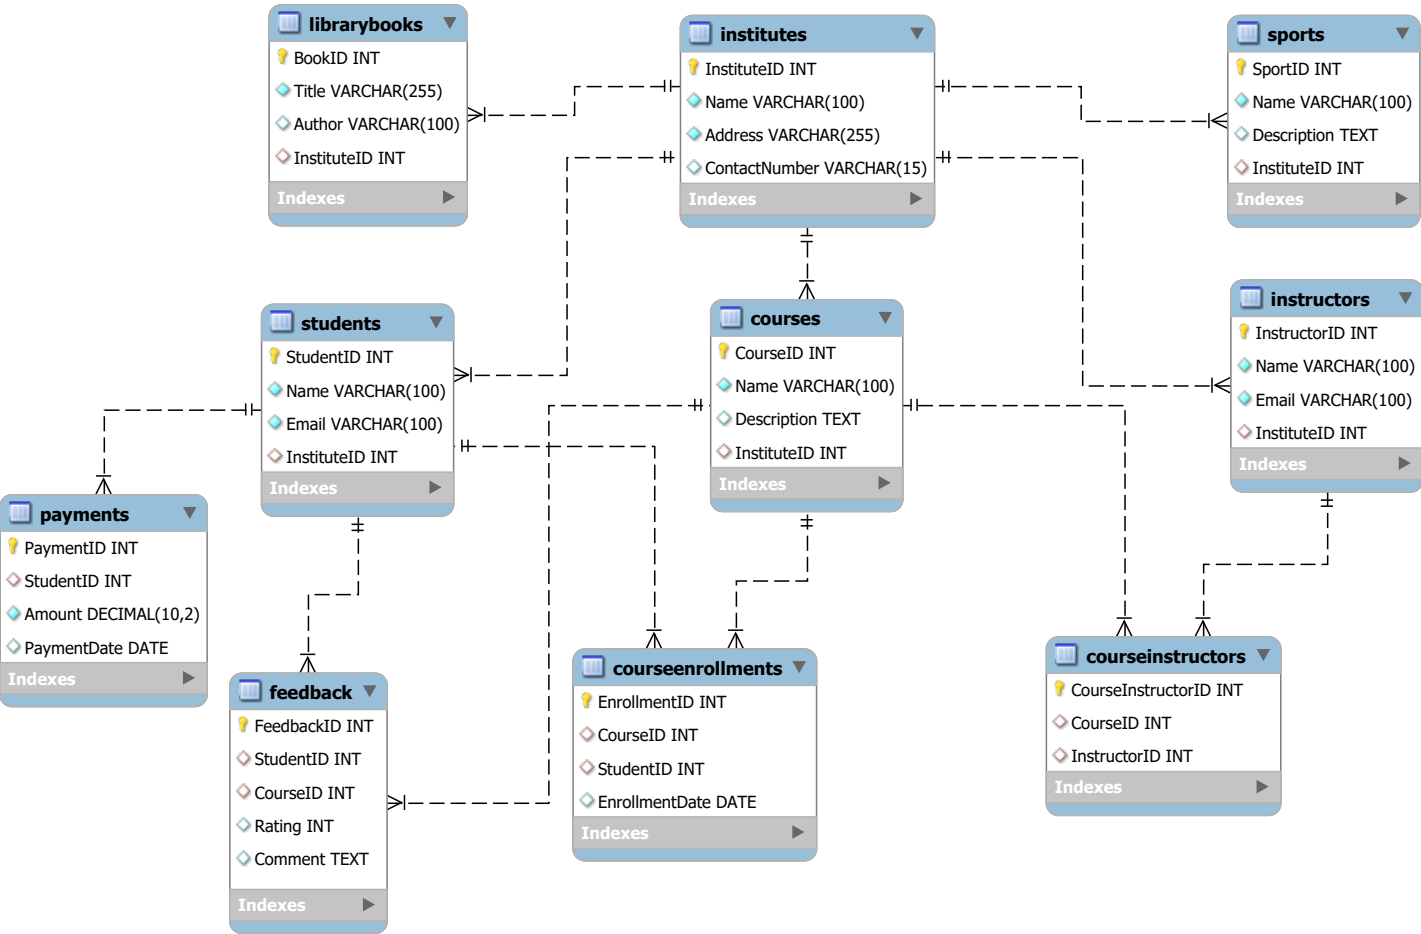 librarybooks
BookID INT
Title VARCHAR(255)
Author VARCHAR(100)
InstituteID INT
Indexes
institutes
InstituteID INT
Name VARCHAR(100)
Address VARCHAR(255)
ContactNumber VARCHAR(15)
Indexes
sports
SportID INT
Name VARCHAR(100)
Description TEXT
InstituteID INT
Indexes
students
StudentID INT
Name VARCHAR(100)
Email VARCHAR(100)
InstituteID INT
Indexes
courses
CourseID INT
Name VARCHAR(100)
Description TEXT
InstituteID INT
Indexes
instructors
InstructorID INT
Name VARCHAR(100)
Email VARCHAR(100)
InstituteID INT
Indexes
payments
PaymentID INT
StudentID INT
Amount DECIMAL(10,2)
PaymentDate DATE
Indexes
feedback
FeedbackID INT
StudentID INT
CourseID INT
Rating INT
Comment TEXT
Indexes
courseenrollments
EnrollmentID INT
CourseID INT
StudentID INT
EnrollmentDate DATE
Indexes
courseinstructors
CourseInstructorID INT
CourseID INT
InstructorID INT
Indexes